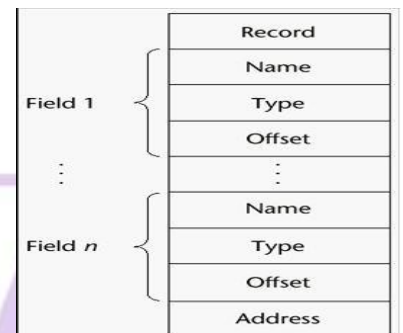 Record
Name
Field 1
Type
Offset
⋮ ⋮
Name
Field n
Type
Offset
Address